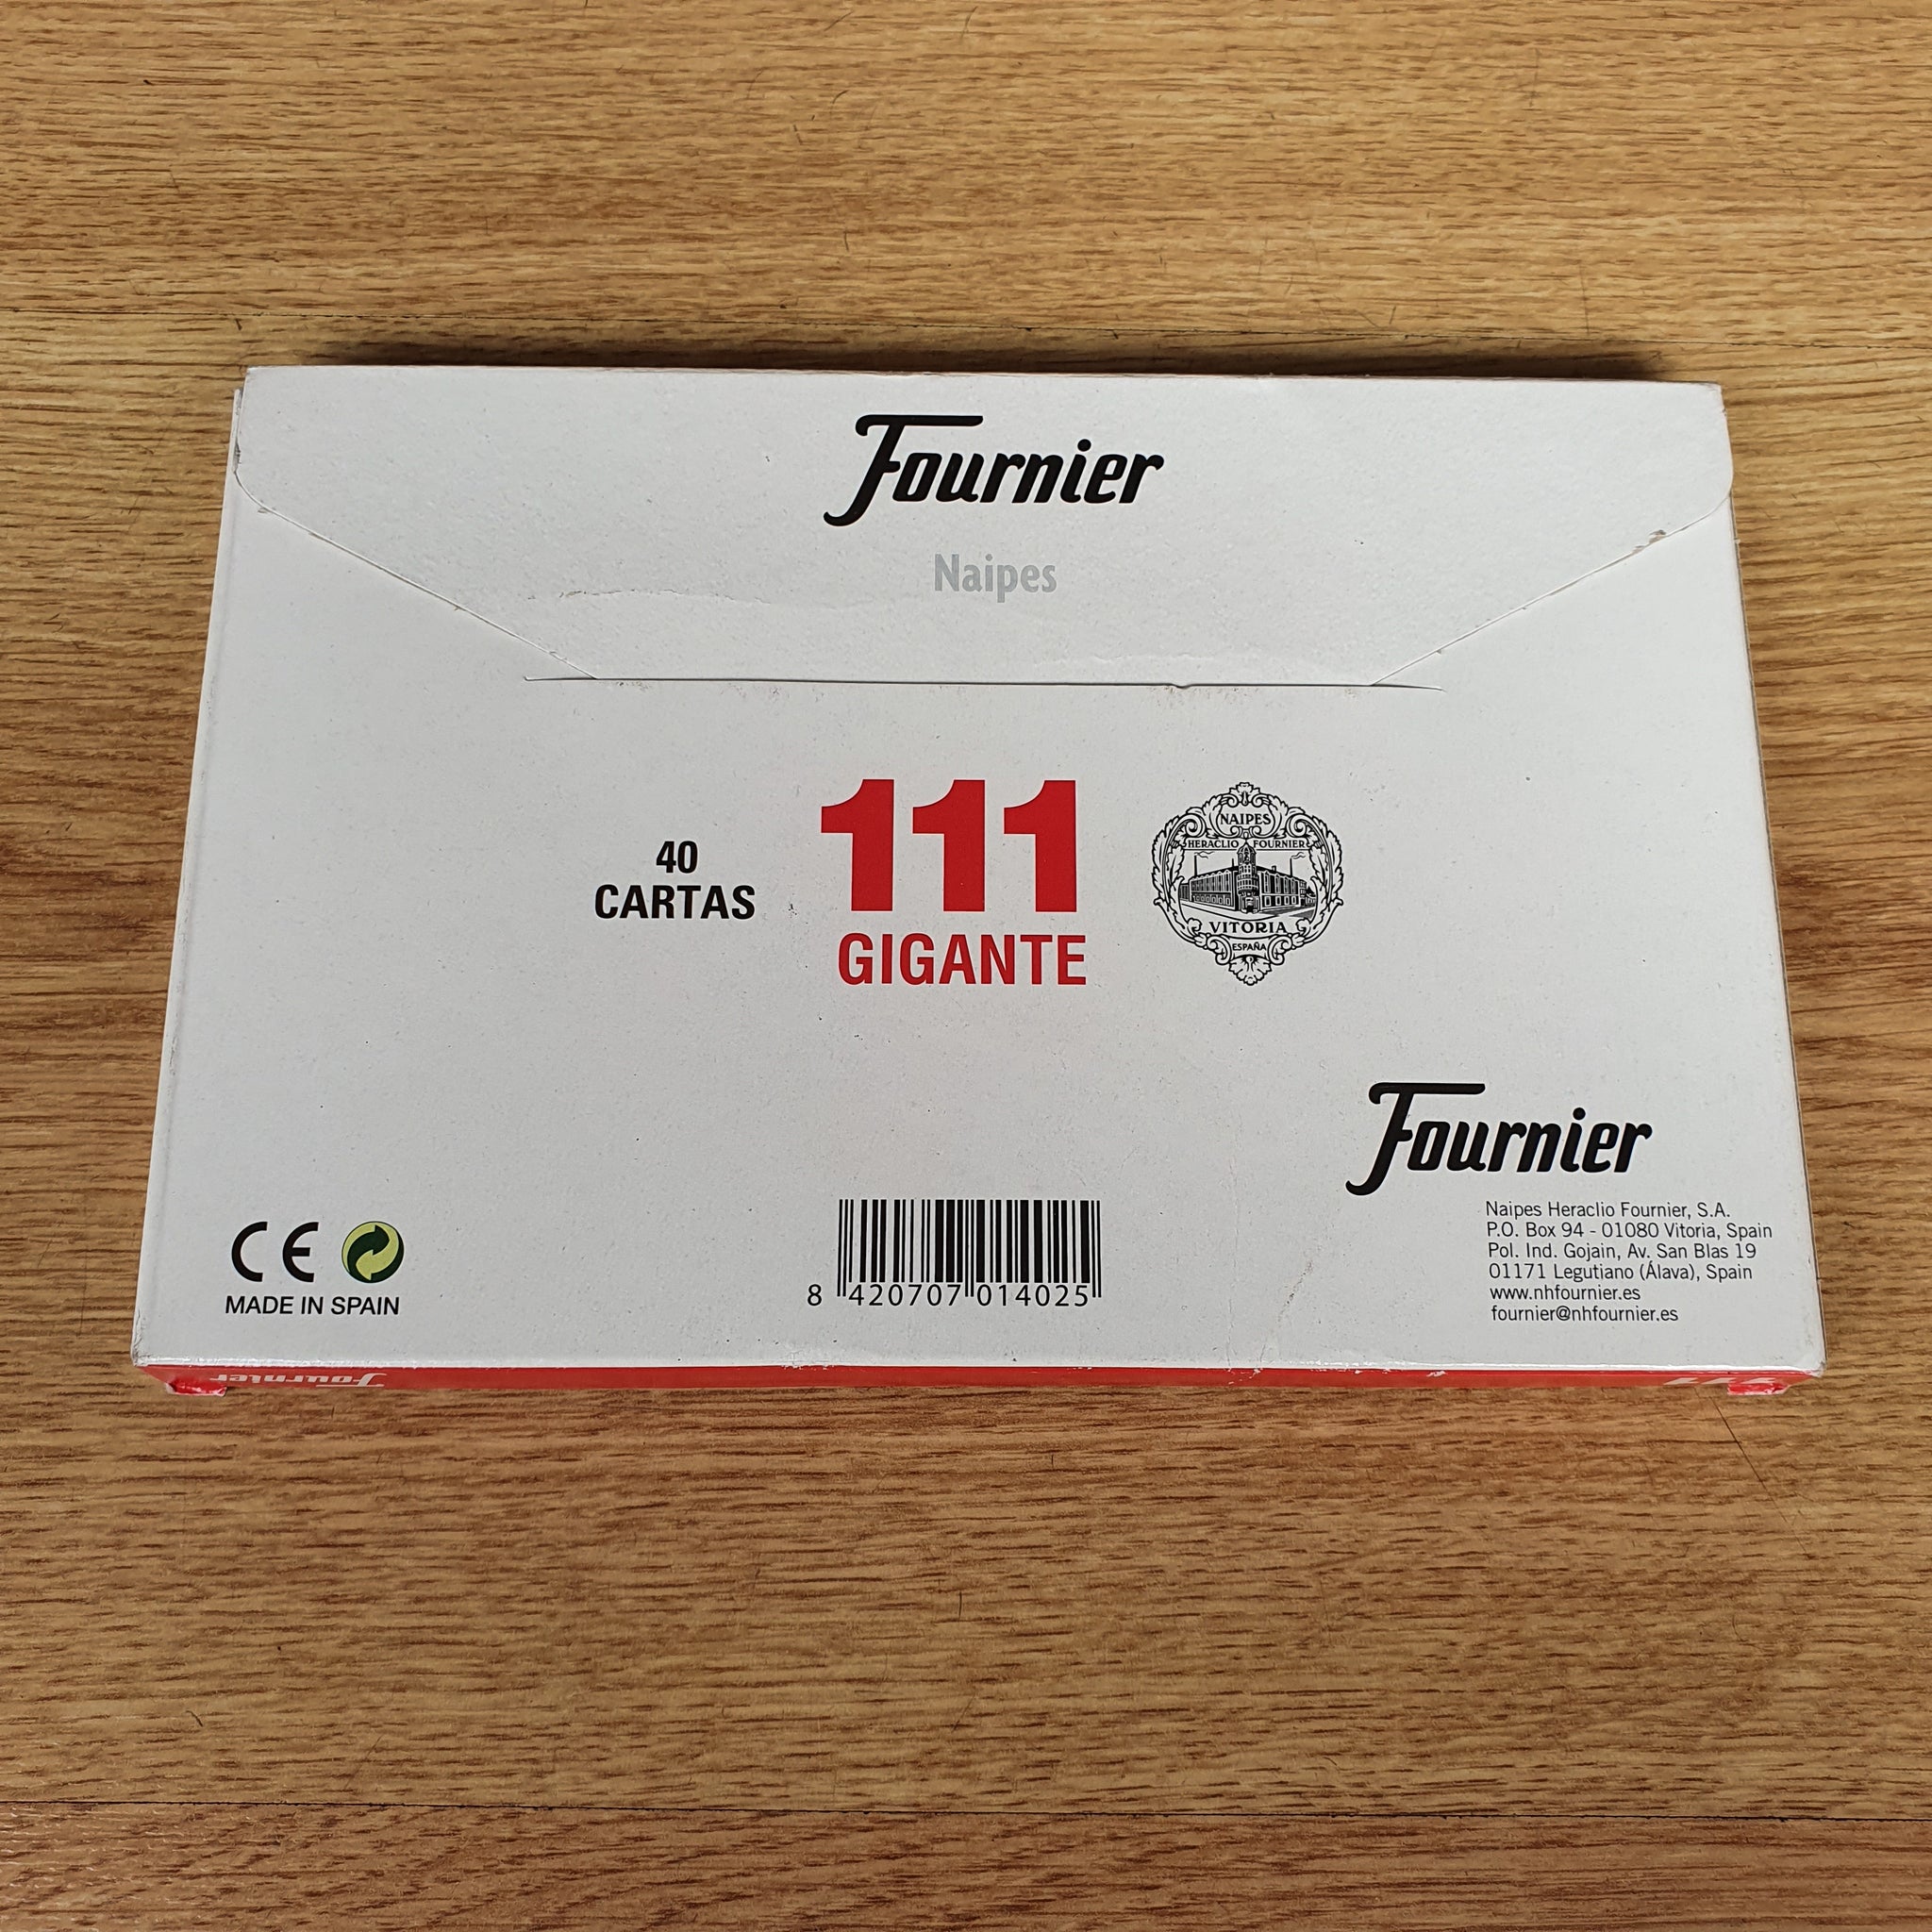 Fournier
Naipes
40
CARTAS
111
GIGANTE
NAIPES
HERACLIO FOURNIER
VITORIA
ESPAÑA
Fournier
Naipes Heraclio Fournier, S.A.
P.O. Box 94 - 01080 Vitoria, Spain
Pol. Ind. Gojain, Av. San Blas 19
01171 Legutiano (Álava), Spain
www.nhfournier.es
fournier@nhfournier.es
CE
MADE IN SPAIN
8 420707 014025
Fournier
111